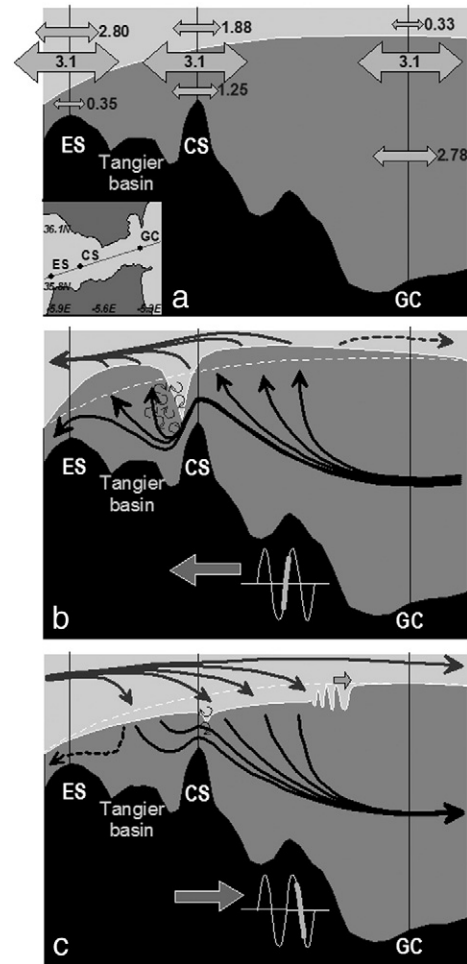 2.80 1.88 0.33
3.1 3.1 3.1
0.35 1.25
ES CS
Tangier
basin
2.78
36.1N
GC
CS
ES
35.8N
-5.9E -5.6E -5.3E
a
GC
ES CS
Tangier
basin
b
GC
ES CS
Tangier
basin
c
GC